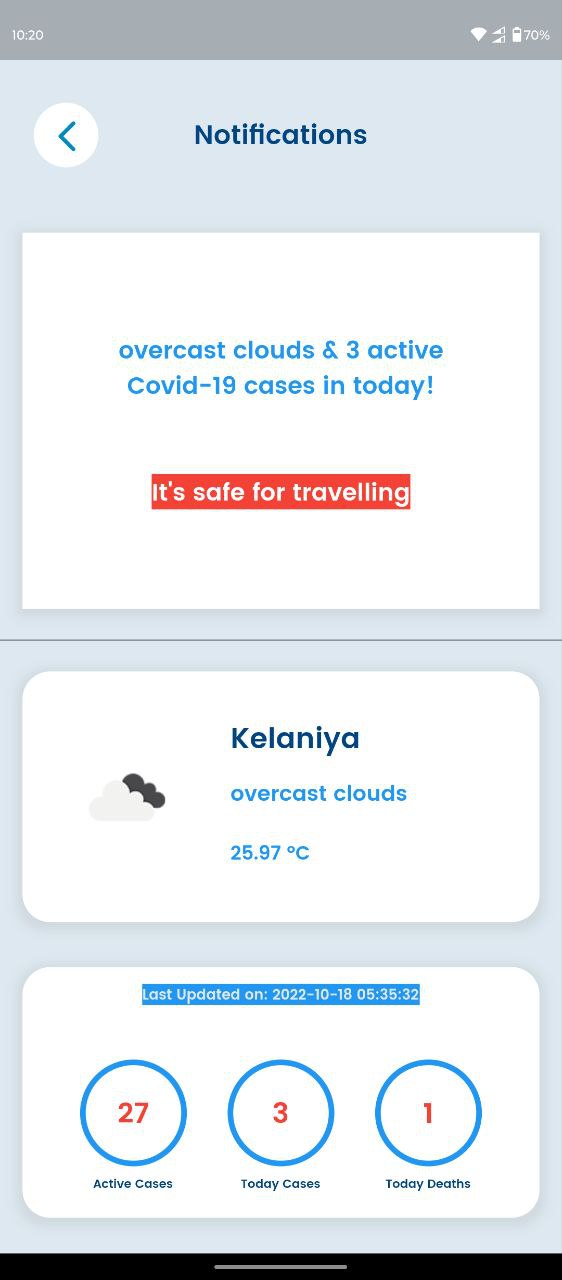 10:20
70%
Notifications
overcast clouds & 3 active
Covid-19 cases in today!
It's safe for travelling
Kelaniya
overcast clouds
25.97 °C
Last Updated on: 2022-10-18 05:35:32
27
3
1
Active Cases
Today Cases
Today Deaths